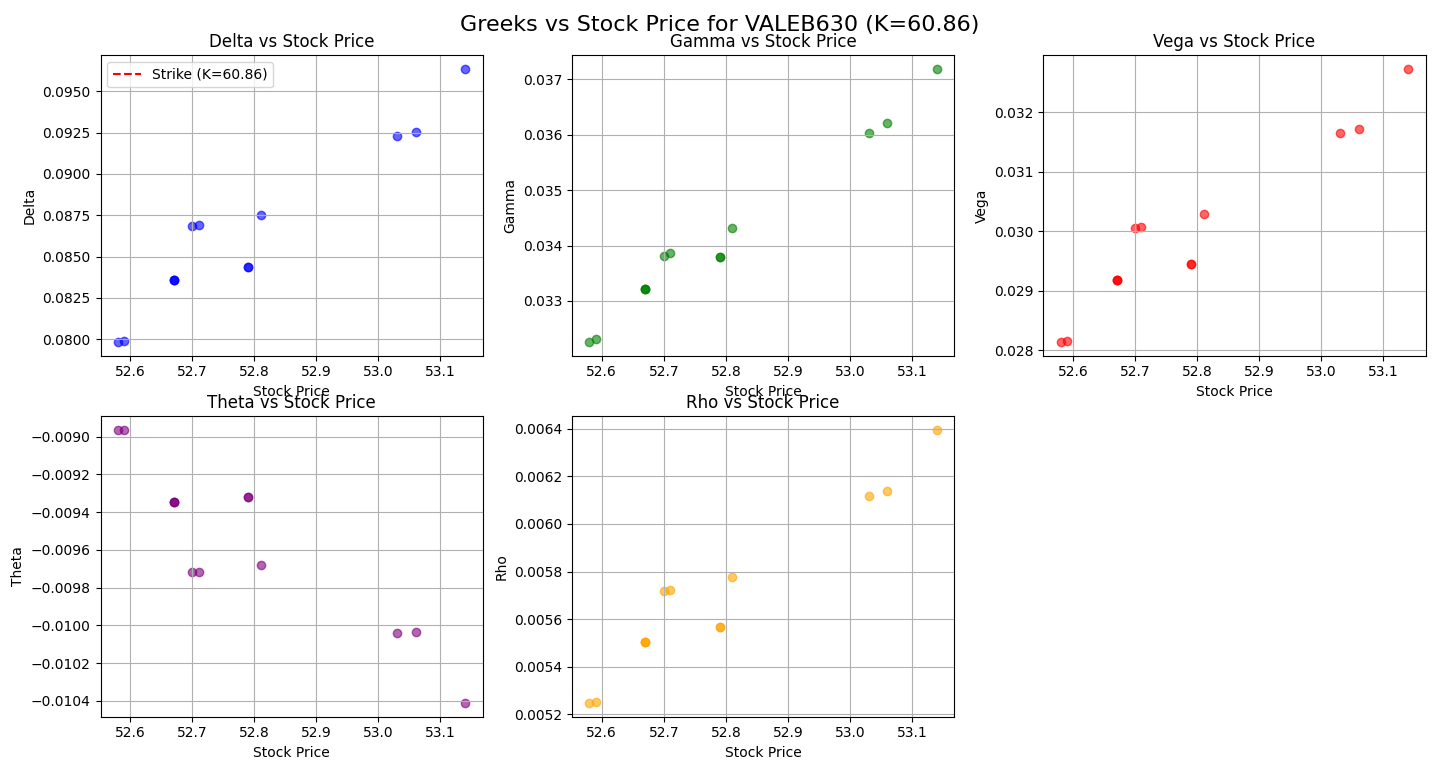 Greeks vs Stock Price for VALEB630 (K=60.86)
Delta vs Stock Price
Strike (K=60.86)
0.0950
0.0925
0.0900
0.0875
0.0850
0.0825
0.0800
Delta
52.6 52.7 52.8 52.9 53.0 53.1
Stock Price
Gamma vs Stock Price
0.037
0.036
0.035
0.034
0.033
Gamma
52.6 52.7 52.8 52.9 53.0 53.1
Stock Price
Vega vs Stock Price
0.032
0.031
0.030
0.029
0.028
Vega
52.6 52.7 52.8 52.9 53.0 53.1
Stock Price
Theta vs Stock Price
−0.0090
−0.0092
−0.0094
−0.0096
−0.0098
−0.0100
−0.0102
−0.0104
Theta
52.6 52.7 52.8 52.9 53.0 53.1
Stock Price
Rho vs Stock Price
0.0064
0.0062
0.0060
0.0058
0.0056
0.0054
0.0052
Rho
52.6 52.7 52.8 52.9 53.0 53.1
Stock Price